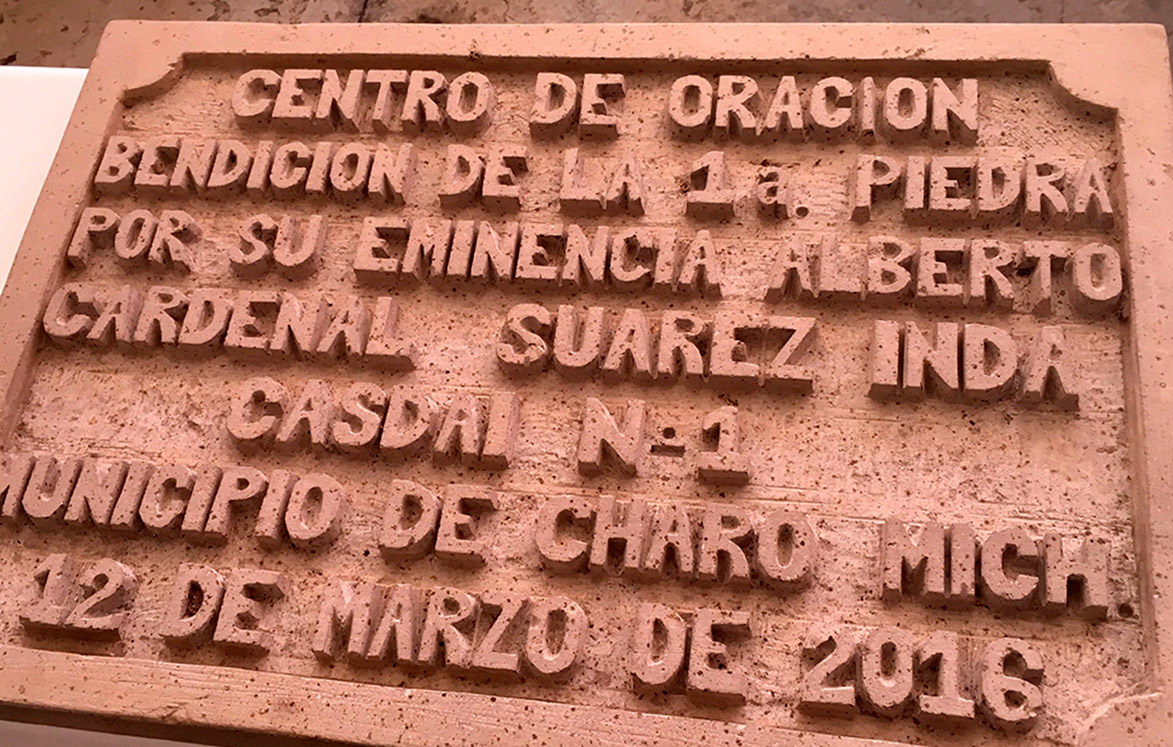 CENTRO DE ORACION
BENDICION DE LA 1a. PIEDRA
POR SU EMINENCIA ALBERTO
CARDENAL SUAREZ INDA
CASDAI Nº1
MUNICIPIO DE CHARO MICH.
12 DE MARZO DE 2016